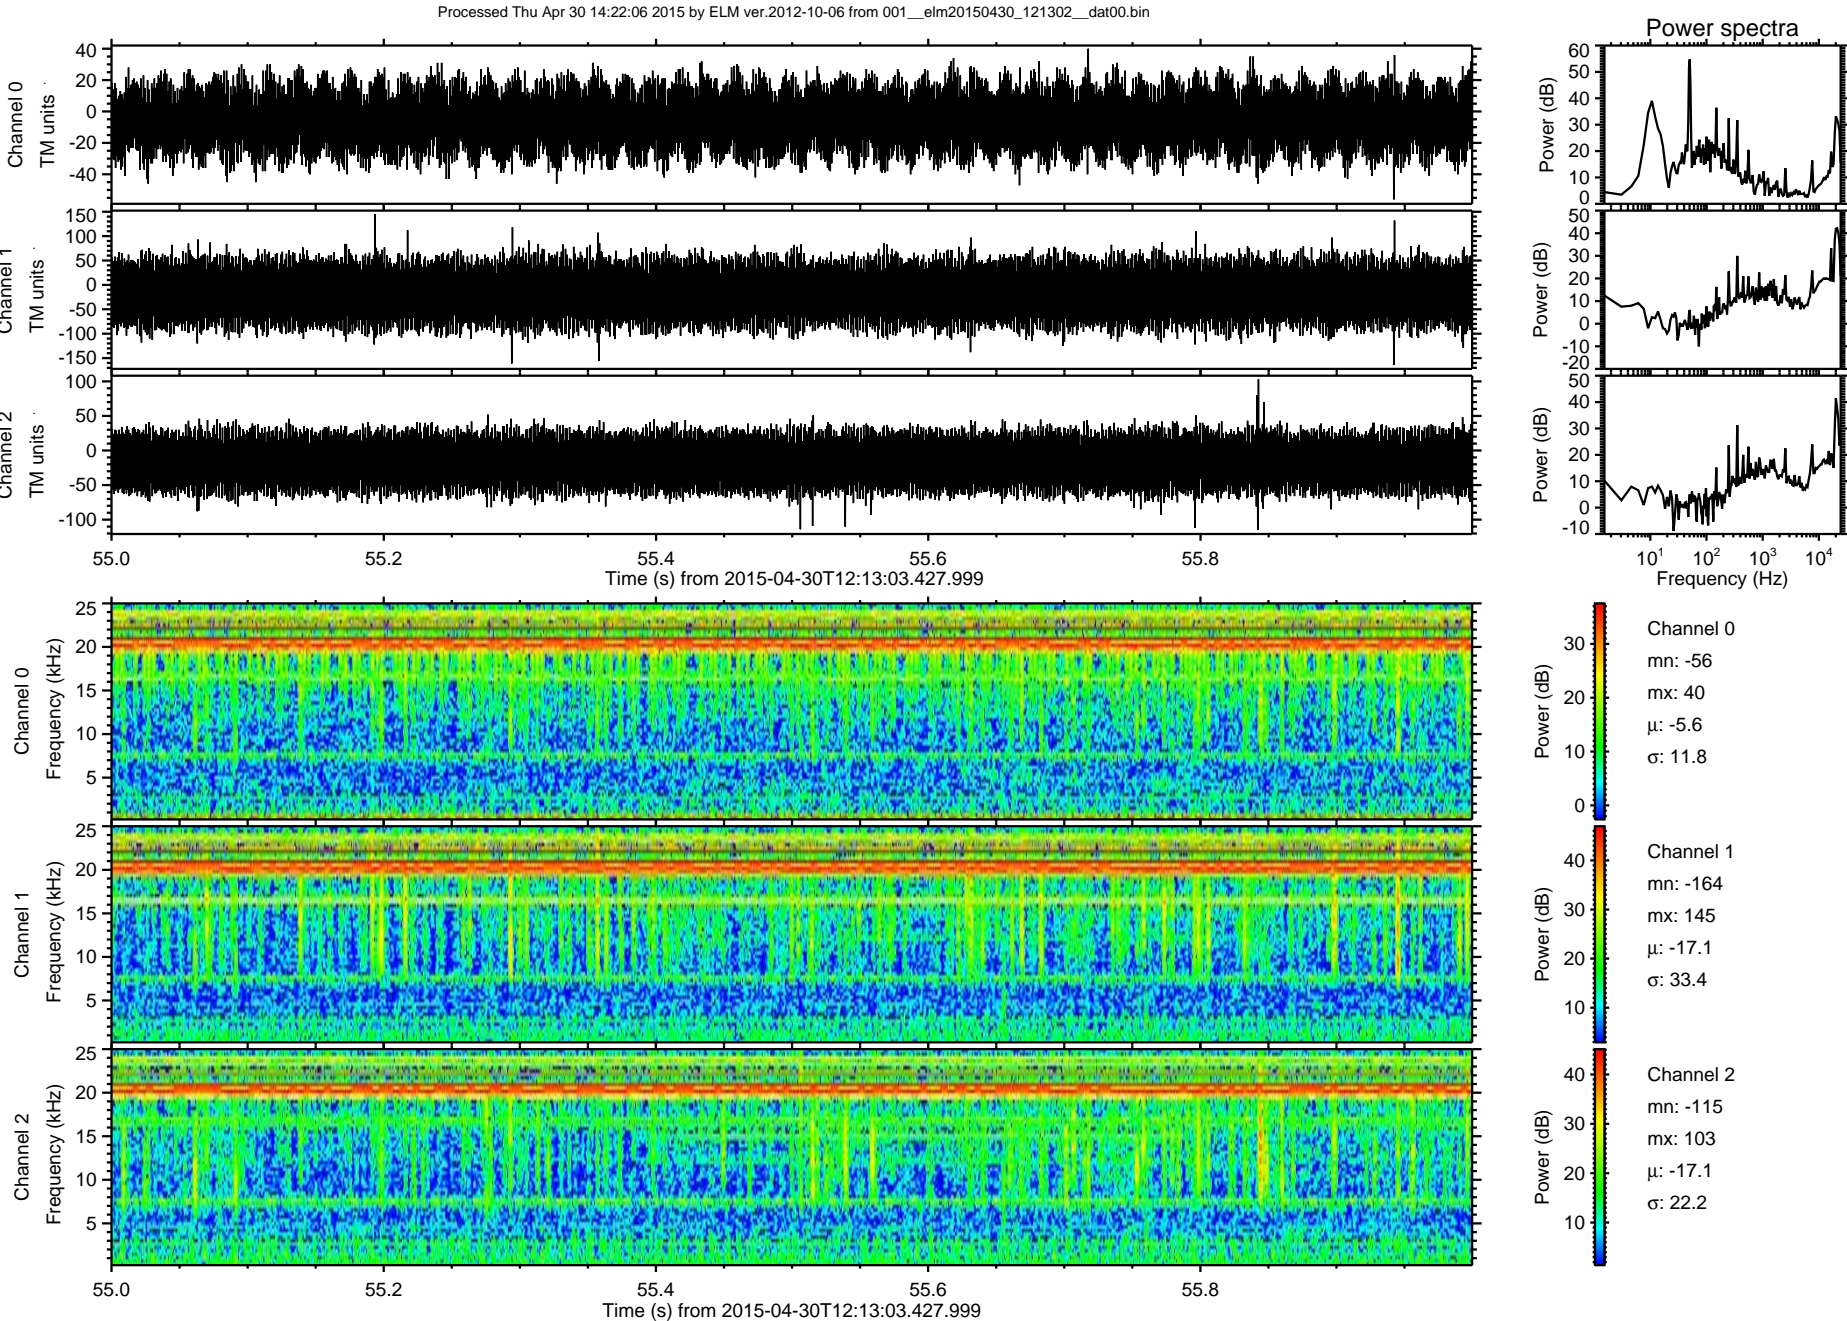 Processed Thu Apr 30 14:22:06 2015 by ELM ver.2012-10-06 from 001__elm20150430_121302__dat00.bin
Power spectra
Channel 0
TM units
40
20
0
-20
-40
Power (dB)
60
50
40
30
20
10
0
Channel 1
TM units
150
100
50
0
-50
-100
-150
Power (dB)
50
40
30
20
10
0
-10
-20
Channel 2
TM units
100
50
0
-50
-100
Power (dB)
50
40
30
20
10
0
-10
55.0 55.2 55.4 55.6 55.8
Time (s) from 2015-04-30T12:13:03.427.999
10^1 10^2 10^3 10^4
Frequency (Hz)
Channel 0
Frequency (kHz)
25
20
15
10
5
Power (dB)
30
20
10
0
Channel 0
mn: -56
mx: 40
μ: -5.6
σ: 11.8
Channel 1
Frequency (kHz)
25
20
15
10
5
Power (dB)
40
30
20
10
Channel 1
mn: -164
mx: 145
μ: -17.1
σ: 33.4
Channel 2
Frequency (kHz)
25
20
15
10
5
Power (dB)
40
30
20
10
Channel 2
mn: -115
mx: 103
μ: -17.1
σ: 22.2
55.0 55.2 55.4 55.6 55.8
Time (s) from 2015-04-30T12:13:03.427.999